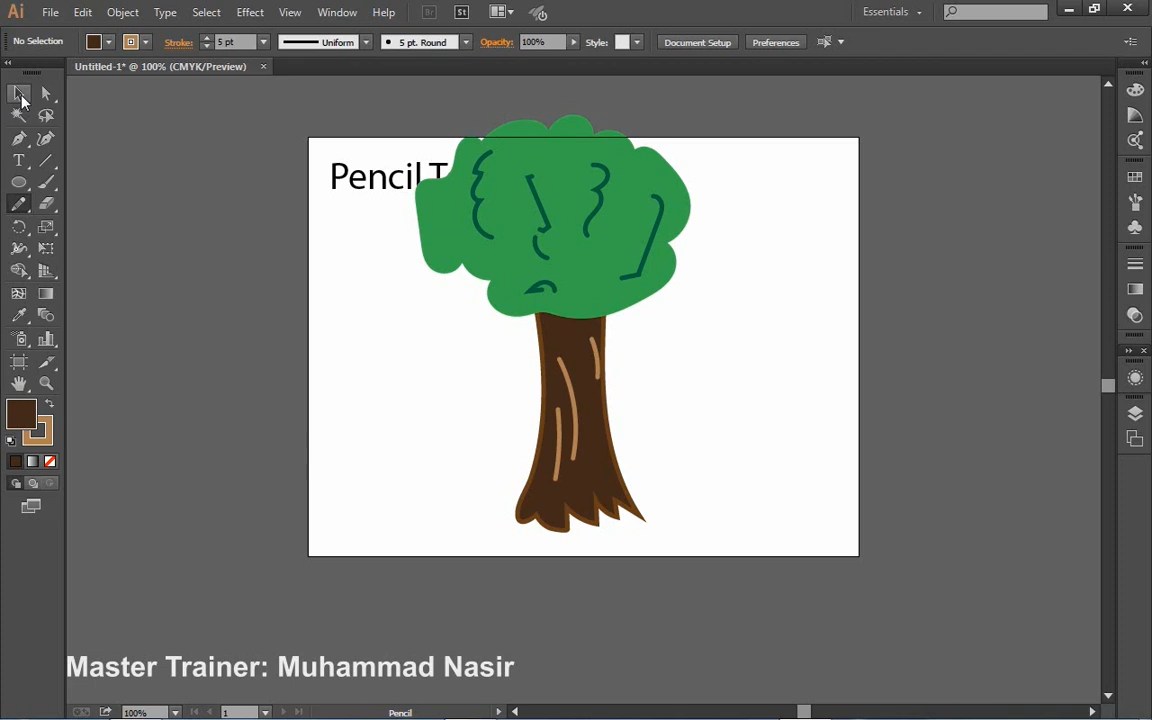 Ai File Edit Object Type Select Effect View Window Help Br St Essentials
No Selection Stroke: 5 pt Uniform 5 pt. Round Opacity: 100% Style: Document Setup Preferences
Untitled-1* @ 100% (CMYK/Preview)
Pencil T
Master Trainer: Muhammad Nasir
100% 1 Pencil